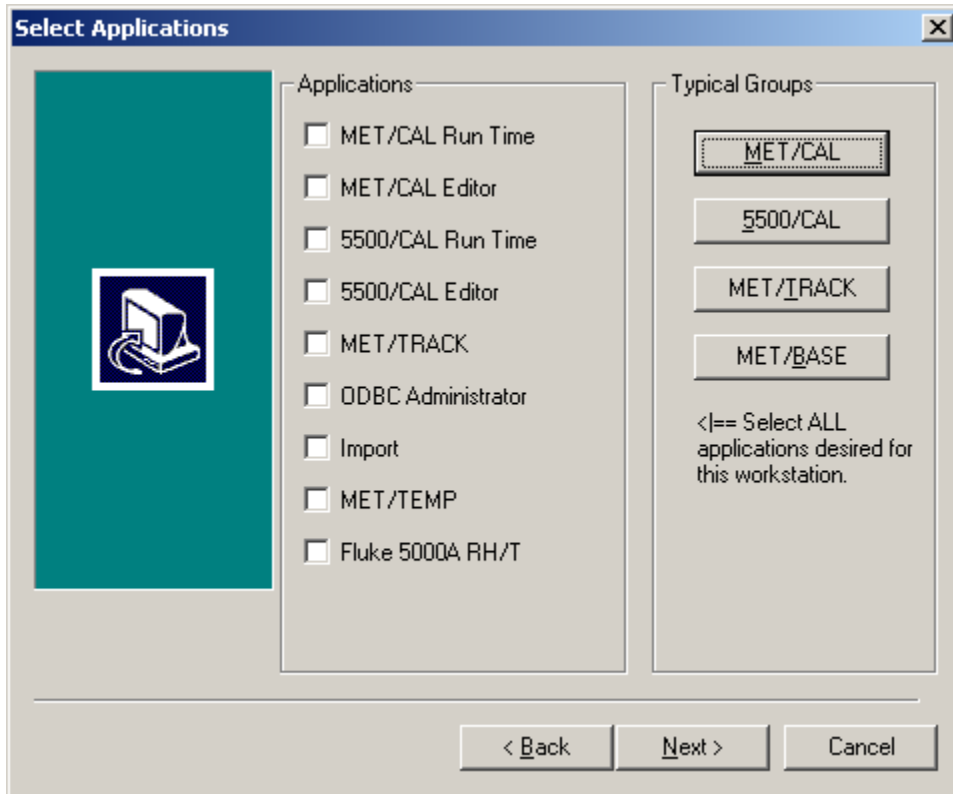 Select Applications
Applications
MET/CAL Run Time
MET/CAL Editor
5500/CAL Run Time
5500/CAL Editor
MET/TRACK
ODBC Administrator
Import
MET/TEMP
Fluke 5000A RH/T
Typical Groups
MET/CAL
5500/CAL
MET/TRACK
MET/BASE
<|== Select ALL
applications desired for
this workstation.
< Back
Next >
Cancel